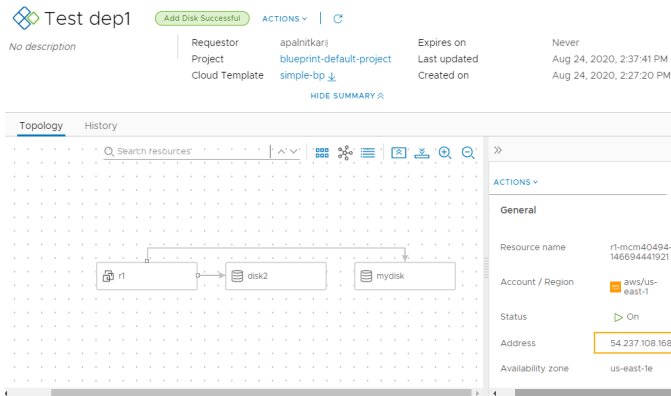 Test dep1
Add Disk Successful
ACTIONS
No description
Requestor apalnitkar
Expires on Never
Project blueprint-default-project
Last updated Aug 24, 2020, 2:37:41 PM
Cloud Template simple-bp
Created on Aug 24, 2020, 2:27:20 PM
HIDE SUMMARY
Topology History
Search resources
ACTIONS
General
Resource name r1-mcm40494-
146694441921
r1
disk2
mydisk
Account / Region aws/us-
east-1
Status On
Address 54.237.108.168
Availability zone us-east-1e